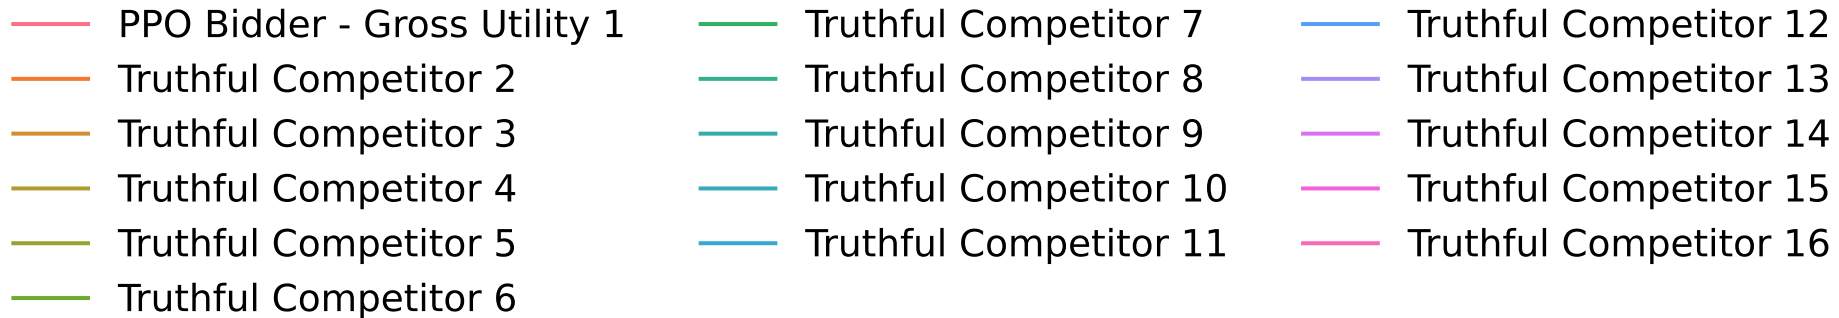 PPO Bidder - Gross Utility 1
Truthful Competitor 2
Truthful Competitor 3
Truthful Competitor 4
Truthful Competitor 5
Truthful Competitor 6
Truthful Competitor 7
Truthful Competitor 8
Truthful Competitor 9
Truthful Competitor 10
Truthful Competitor 11
Truthful Competitor 12
Truthful Competitor 13
Truthful Competitor 14
Truthful Competitor 15
Truthful Competitor 16